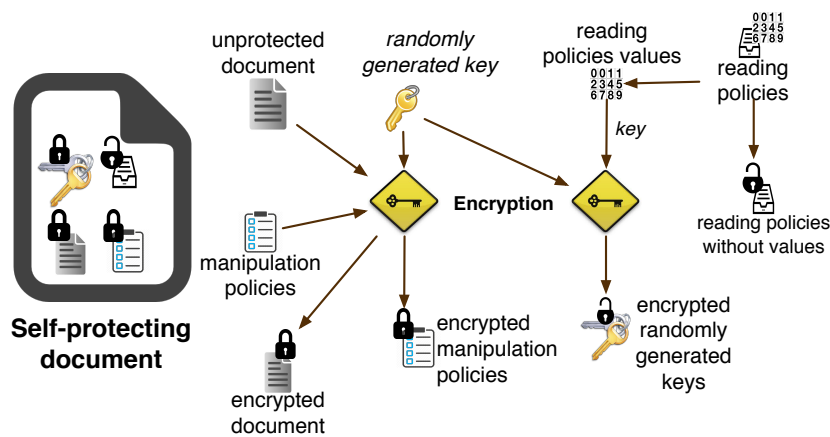 unprotected
document
randomly
generated key
reading
policies values
0011
2345
6789
0011
2345
6789
reading
policies
key
Encryption
reading policies
without values
manipulation
policies
Self-protecting
document
encrypted
manipulation
policies
encrypted
randomly
generated
keys
encrypted
document